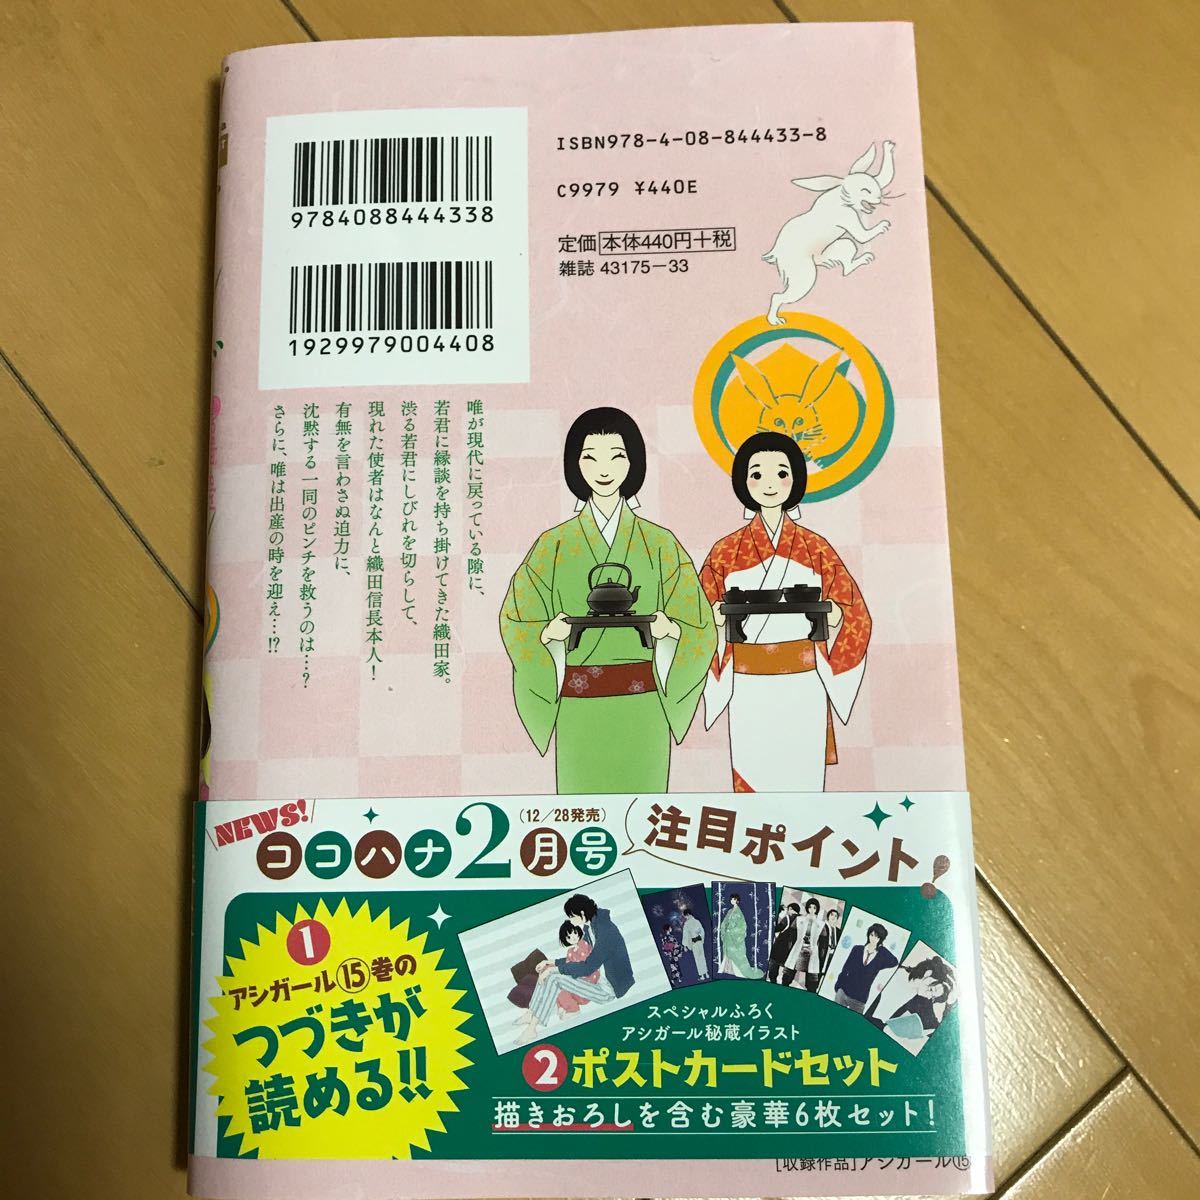 ISBN978-4-08-844433-8
9784088444338
C9979 ¥440E
定価 本体440円+税
雑誌 43175-33
1929979004408
唯が現代に戻っている隙に、
若君に縁談を持ち掛けてきた織田家。
渋る若君にしびれを切らして、
現れた使者はなんと織田信長本人!
有無を言わさぬ迫力に、
沈黙する一同のピンチを救うのは…?
さらに、唯は出産の時を迎え…!?
NEWS!
(12/28発売)
ココハナ2月号
注目ポイント!
1
アシガール⑮巻の
つづきが
読める!!
スペシャルふろく
アシガール秘蔵イラスト
2ポストカードセット
描きおろしを含む豪華6枚セット!
[収録作品]アシガール⑮